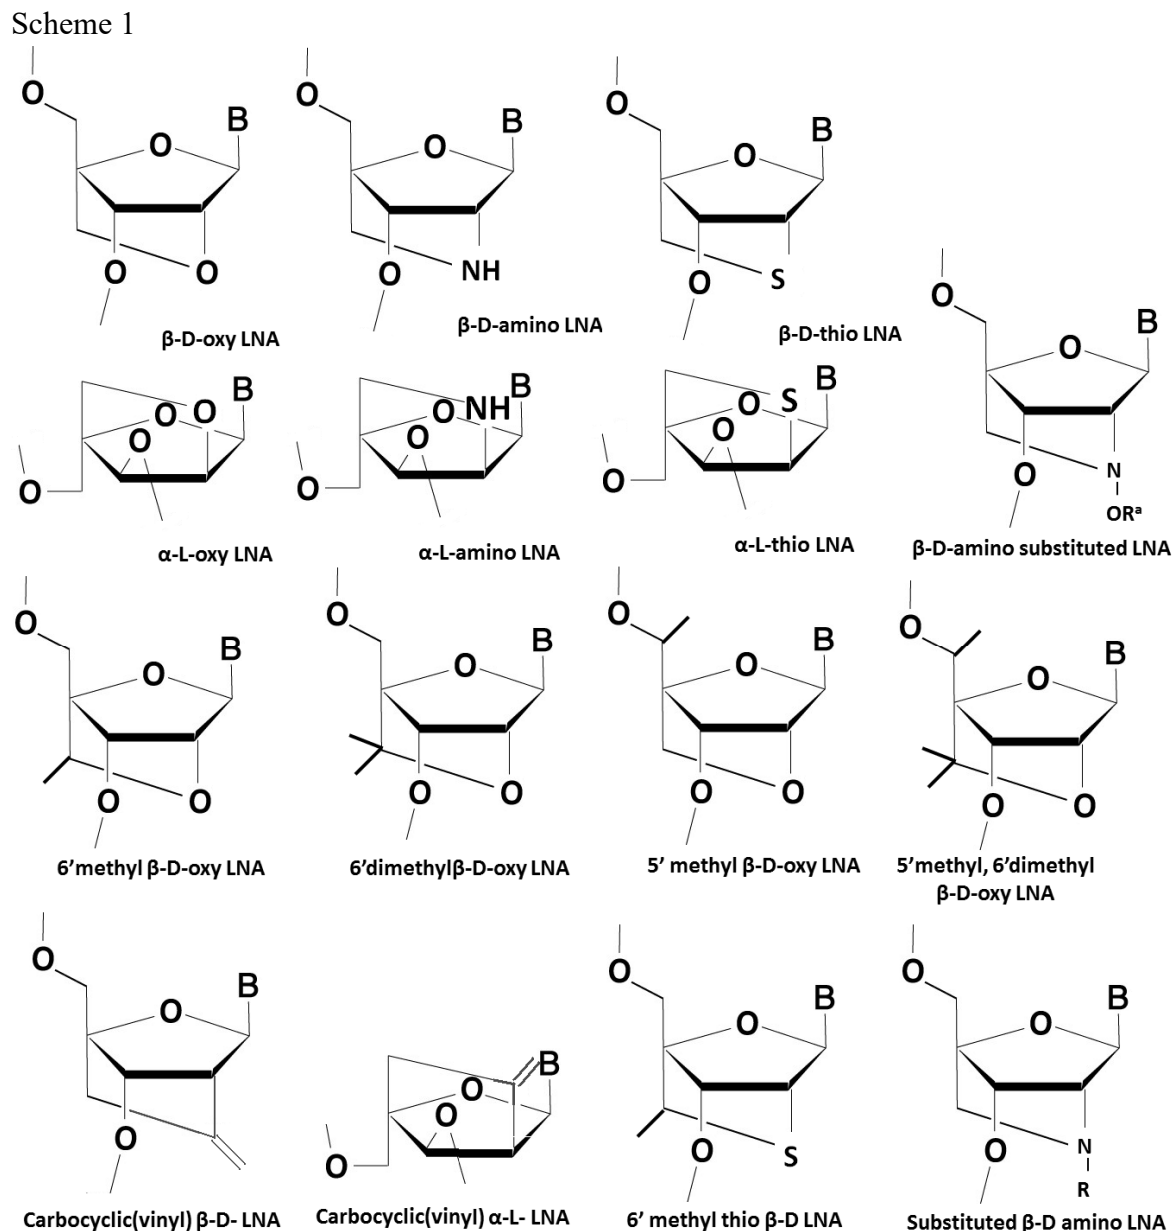 Scheme 1
O
O
B
O
O
β-D-oxy LNA
O
O
B
O
NH
β-D-amino LNA
O
O
B
O
S
β-D-thio LNA
O
O
O
B
O
α-L-oxy LNA
O
O
O
NH
B
α-L-amino LNA
O
O
O
S
B
α-L-thio LNA
O
O
B
O
N
ORᵃ
β-D-amino substituted LNA
O
O
B
O
O
6'methyl β-D-oxy LNA
O
O
B
O
O
6'dimethylβ-D-oxy LNA
O
O
B
O
O
5' methyl β-D-oxy LNA
O
O
B
O
O
5'methyl, 6'dimethyl
β-D-oxy LNA
O
O
B
O
Carbocyclic(vinyl) β-D- LNA
O
O
O
B
Carbocyclic(vinyl) α-L- LNA
O
O
B
O
S
6' methyl thio β-D LNA
O
O
B
O
N
R
Substituted β-D amino LNA